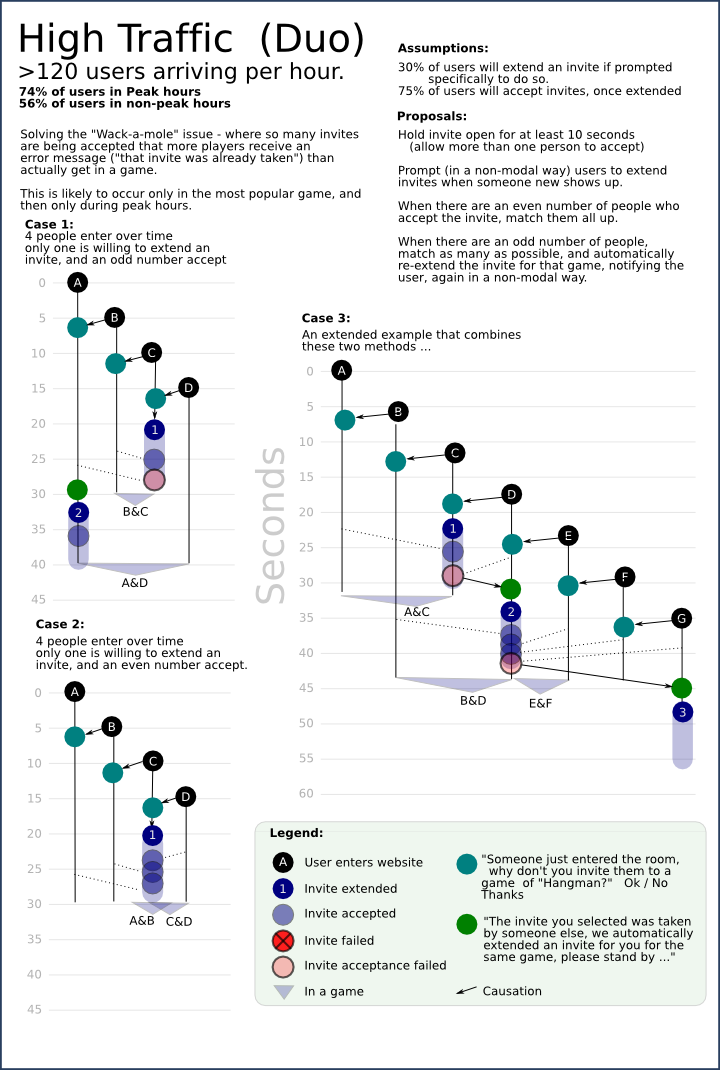 High Traffic  (Duo)
>120 users arriving per hour.
74% of users in Peak hours
56% of users in non-peak hours
Solving the "Wack-a-mole" issue - where so many invites
are being accepted that more players receive an
error message ("that invite was already taken") than
actually get in a game.
This is likely to occur only in the most popular game, and
then only during peak hours.
Assumptions:
30% of users will extend an invite if prompted
specifically to do so.
75% of users will accept invites, once extended
Proposals:
Hold invite open for at least 10 seconds
(allow more than one person to accept)
Prompt (in a non-modal way) users to extend
invites when someone new shows up.
When there are an even number of people who
accept the invite, match them all up.
When there are an odd number of people,
match as many as possible, and automatically
re-extend the invite for that game, notifying the
user, again in a non-modal way.
Case 1:
4 people enter over time
only one is willing to extend an
invite, and an odd number accept
0
5
10
15
20
25
30
35
40
45
A
B
C
D
1
2
B&C
A&D
Case 2:
4 people enter over time
only one is willing to extend an
invite, and an even number accept.
0
5
10
15
20
25
30
35
40
45
A
B
C
D
1
A&B
C&D
Seconds
Case 3:
An extended example that combines
these two methods ...
0
5
10
15
20
25
30
35
40
45
50
55
60
A
B
C
D
E
F
G
1
2
3
A&C
B&D
E&F
Legend:
A User enters website
1 Invite extended
Invite accepted
Invite failed
Invite acceptance failed
In a game
"Someone just entered the room,
why don't you invite them to a
game  of "Hangman?"   Ok / No
Thanks
"The invite you selected was taken
by someone else, we automatically
extended an invite for you for the
same game, please stand by ..."
Causation